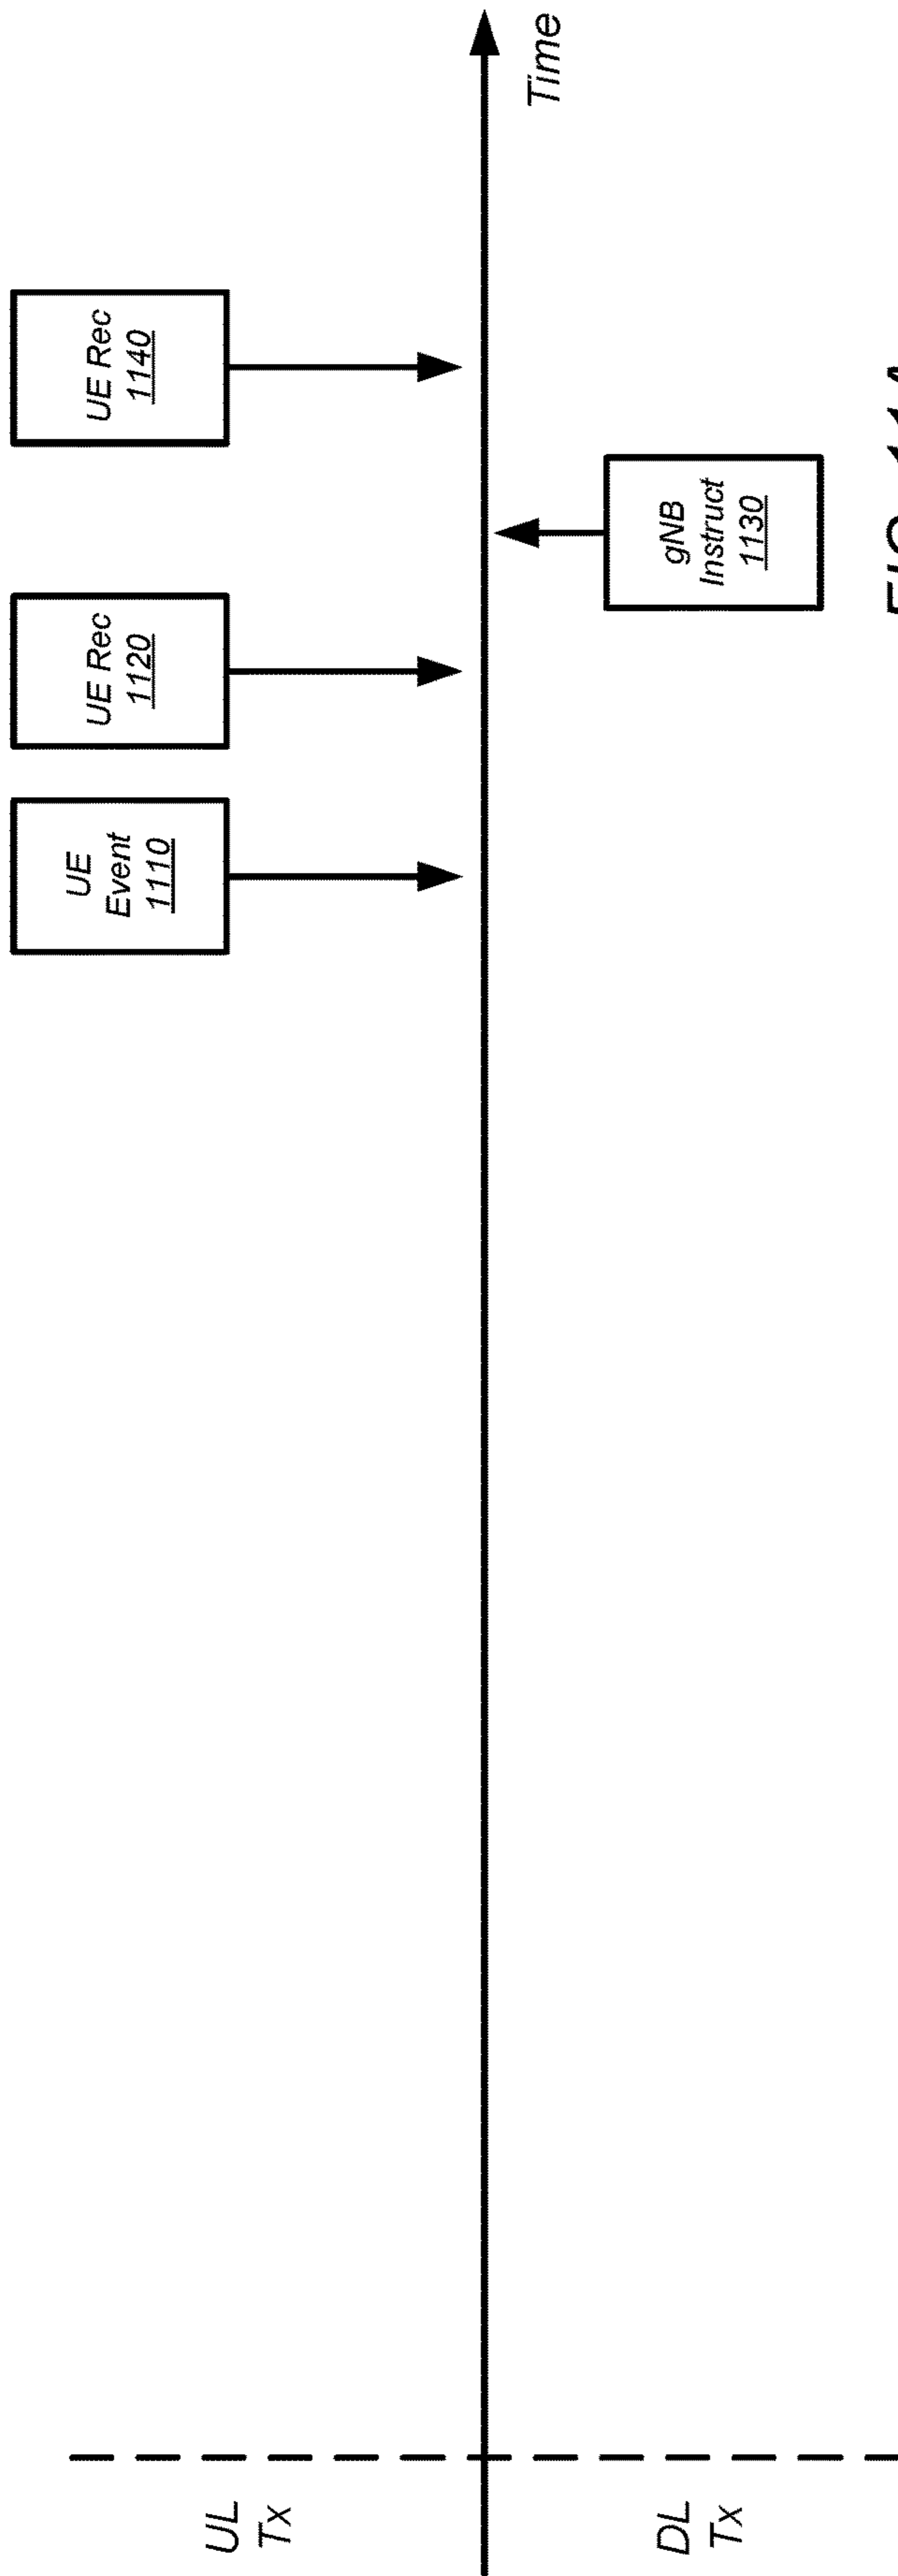 UE
Event
1110
UE Rec
1120
UE Rec
1140
UL
Tx
Time
DL
Tx
gNB
Instruct
1130